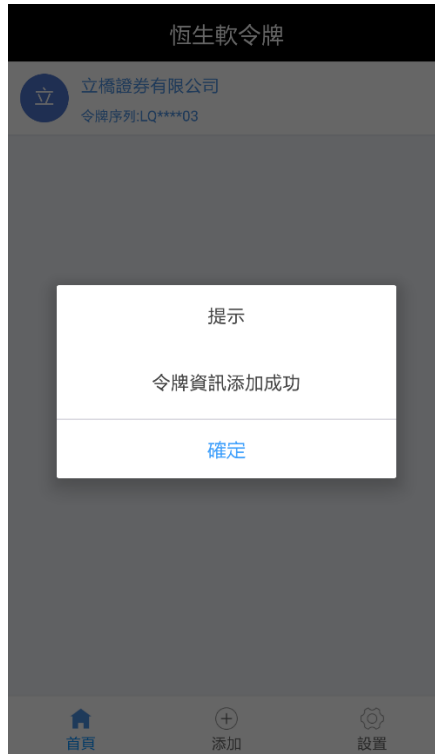 恆生軟令牌
立
立橋證券有限公司
令牌序列:LQ****03
提示
令牌資訊添加成功
確定
首頁
添加
設置